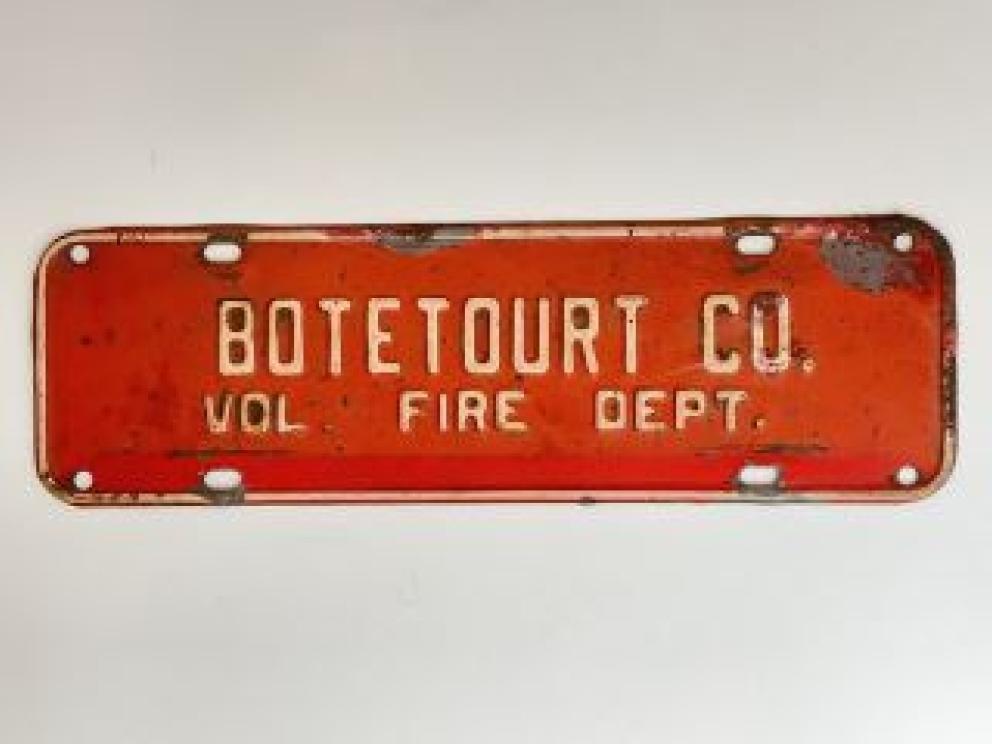 BOTETOURT CO.
VOL. FIRE DEPT.